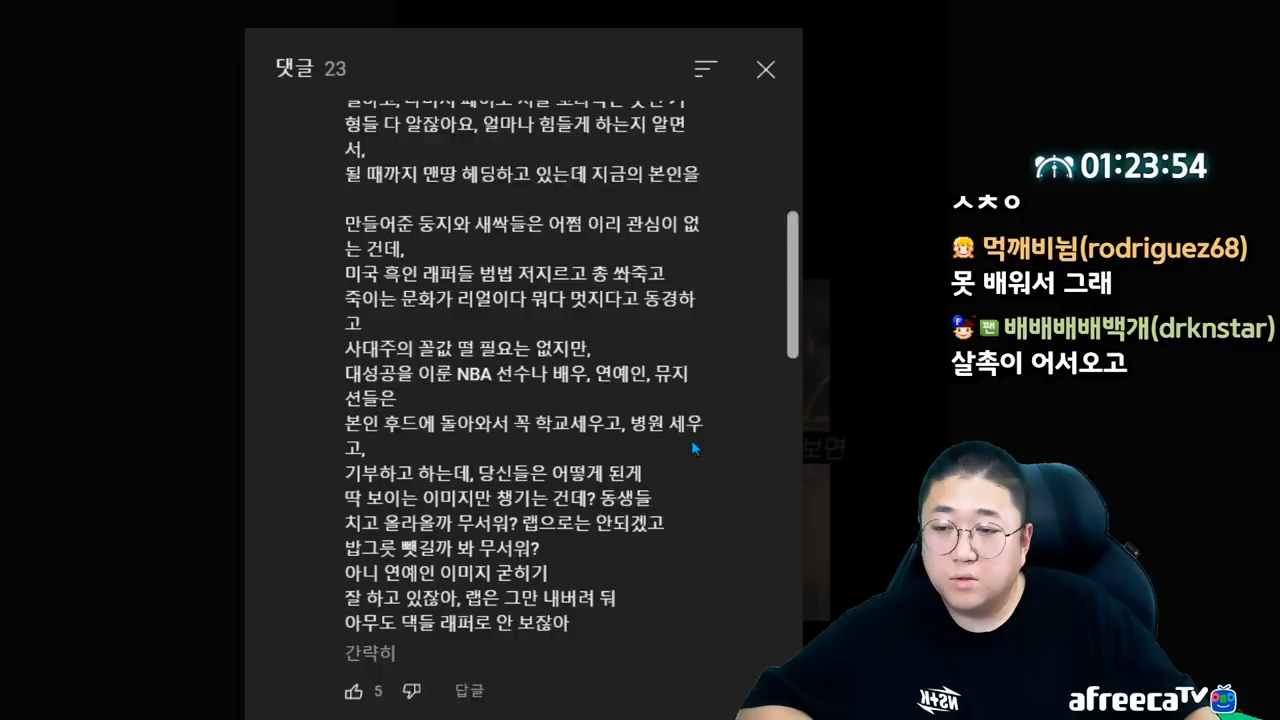 댓글 23
형들 다 알잖아요, 얼마나 힘들게 하는지 알면
서,
될 때까지 맨땅 헤딩하고 있는데 지금의 본인을
만들어준 둥지와 새싹들은 어쩜 이리 관심이 없
는 건데,
미국 흑인 래퍼들 범법 저지르고 총 쏴죽고
죽이는 문화가 리얼이다 뭐다 멋지다고 동경하
고
사대주의 꼴값 떨 필요는 없지만,
대성공을 이룬 NBA 선수나 배우, 연예인, 뮤지
션들은
본인 후드에 돌아와서 꼭 학교세우고, 병원 세우
고,
기부하고 하는데, 당신들은 어떻게 된게
딱 보이는 이미지만 챙기는 건데? 동생들
치고 올라올까 무서워? 랩으로는 안되겠고
밥그릇 뺏길까 봐 무서워?
아니 연예인 이미지 굳히기
잘 하고 있잖아, 랩은 그만 내버려 둬
아무도 댁들 래퍼로 안 보잖아
간략히
5 답글
보면
01:23:54
ㅅㅊㅇ
먹깨비뉨(rodriguez68)
못 배워서 그래
F 팬 배배배배백개(drknstar)
살촉이 어서오고
NS+K
afreecaTV